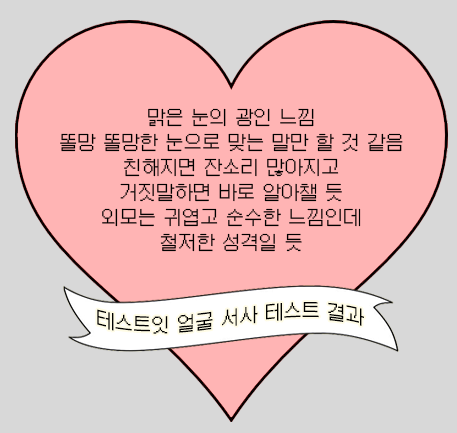 맑은 눈의 광인 느낌
똘망 똘망한 눈으로 맞는 말만 할 것 같음
친해지면 잔소리 많아지고
거짓말하면 바로 알아챌 듯
외모는 귀엽고 순수한 느낌인데
철저한 성격일 듯
테스트잇 얼굴 서사 테스트 결과